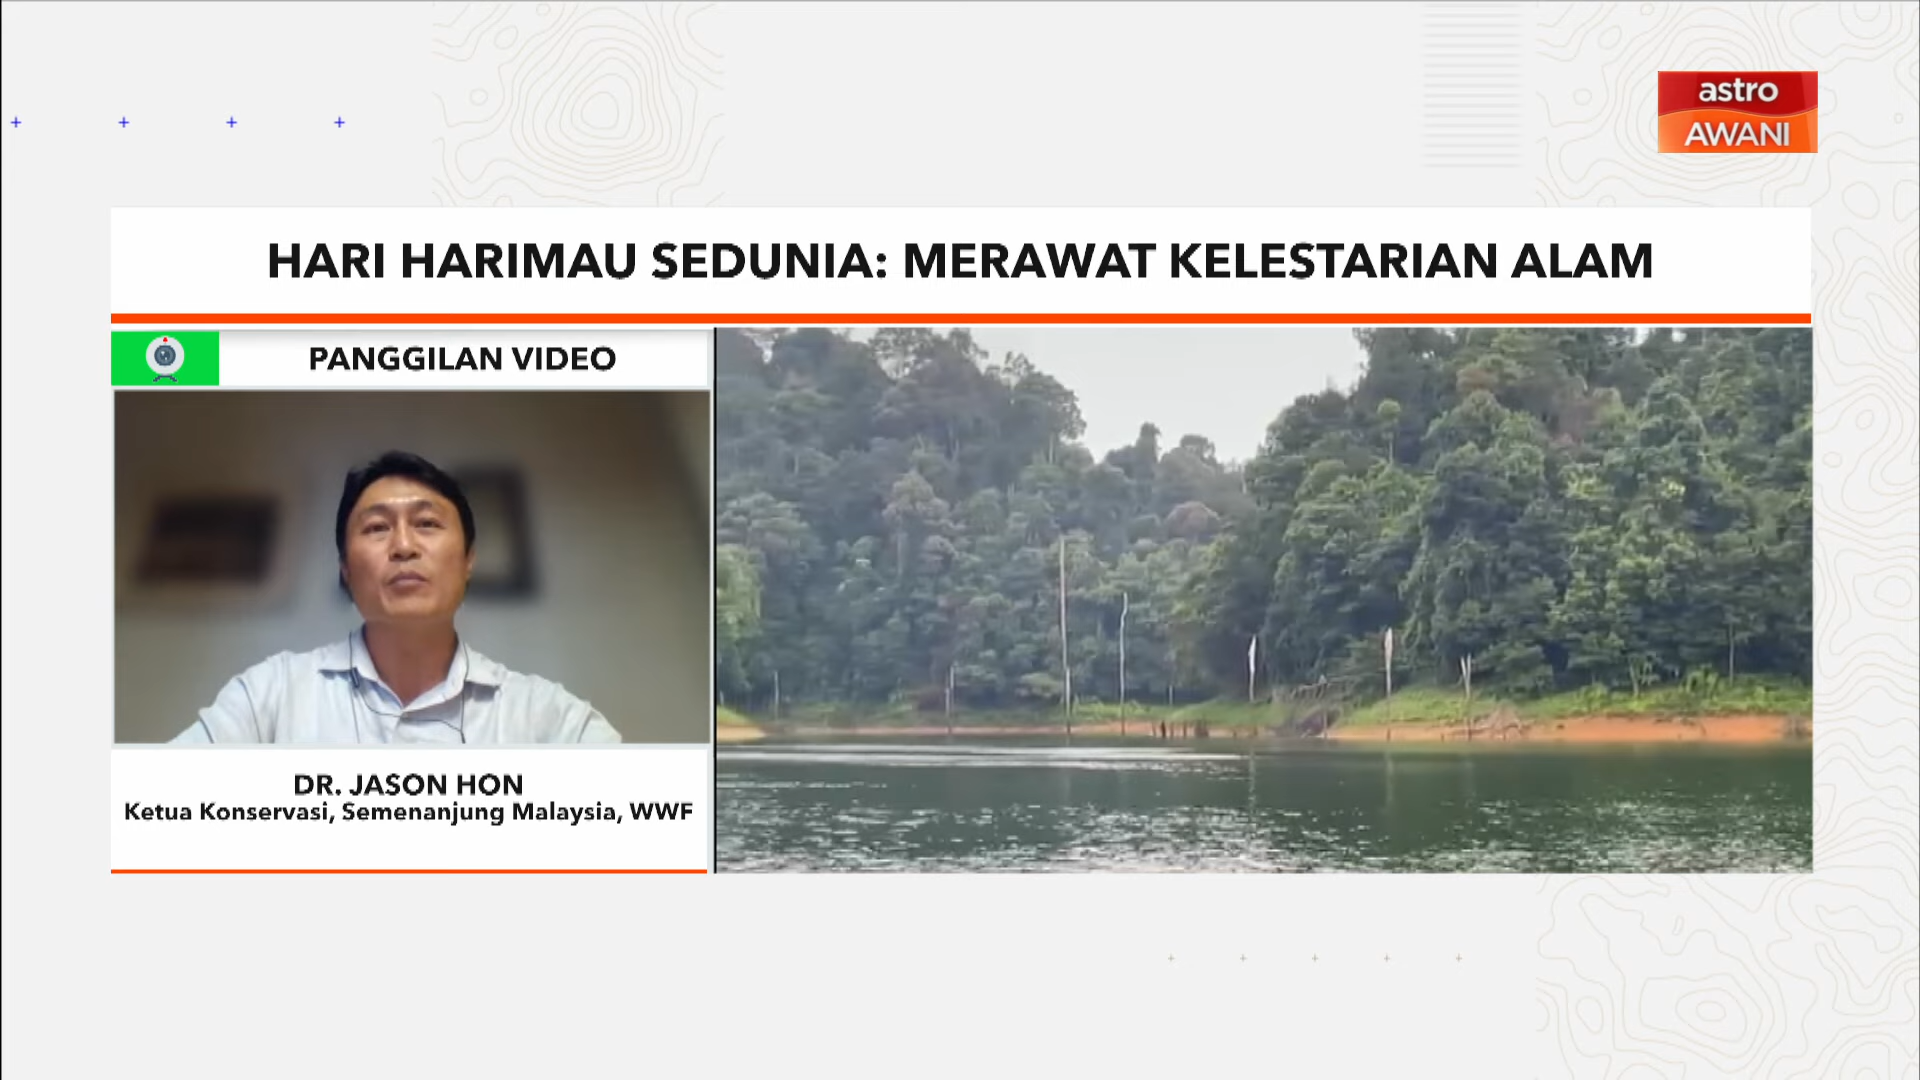 astro
AWANI
HARI HARIMAU SEDUNIA: MERAWAT KELESTARIAN ALAM
PANGGILAN VIDEO
DR. JASON HON
Ketua Konservasi, Semenanjung Malaysia, WWF